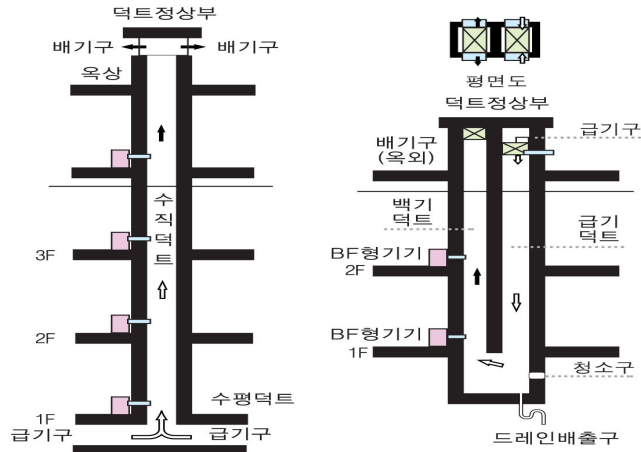 덕트정상부
배기구
배기구
옥상
수직덕트
3F
2F
1F
수평덕트
급기구
급기구
평면도
덕트정상부
배기구
(옥외)
급기구
백기
덕트
급기
덕트
BF형기기
2F
BF형기기
1F
청소구
드레인배출구